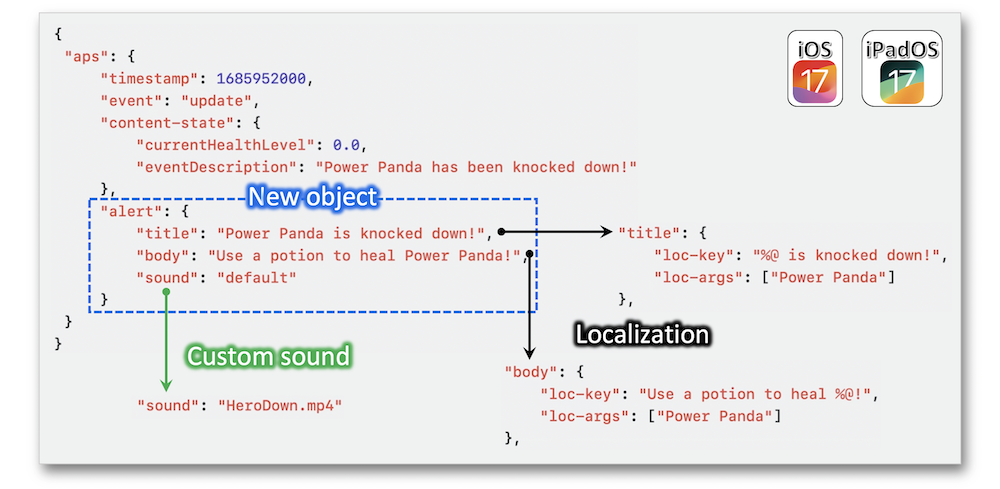 {
"aps": {
"timestamp": 1685952000,
"event": "update",
"content-state": {
"currentHealthLevel": 0.0,
"eventDescription": "Power Panda has been knocked down!"
},
New object
"alert": {
"title": "Power Panda is knocked down!",
"body": "Use a potion to heal Power Panda!",
"sound": "default"
}
}
}
iOS
17
iPadOS
17
"title": {
"loc-key": "%@ is knocked down!",
"loc-args": ["Power Panda"]
},
Localization
Custom sound
"body": {
"loc-key": "Use a potion to heal %@!",
"loc-args": ["Power Panda"]
},
"sound": "HeroDown.mp4"